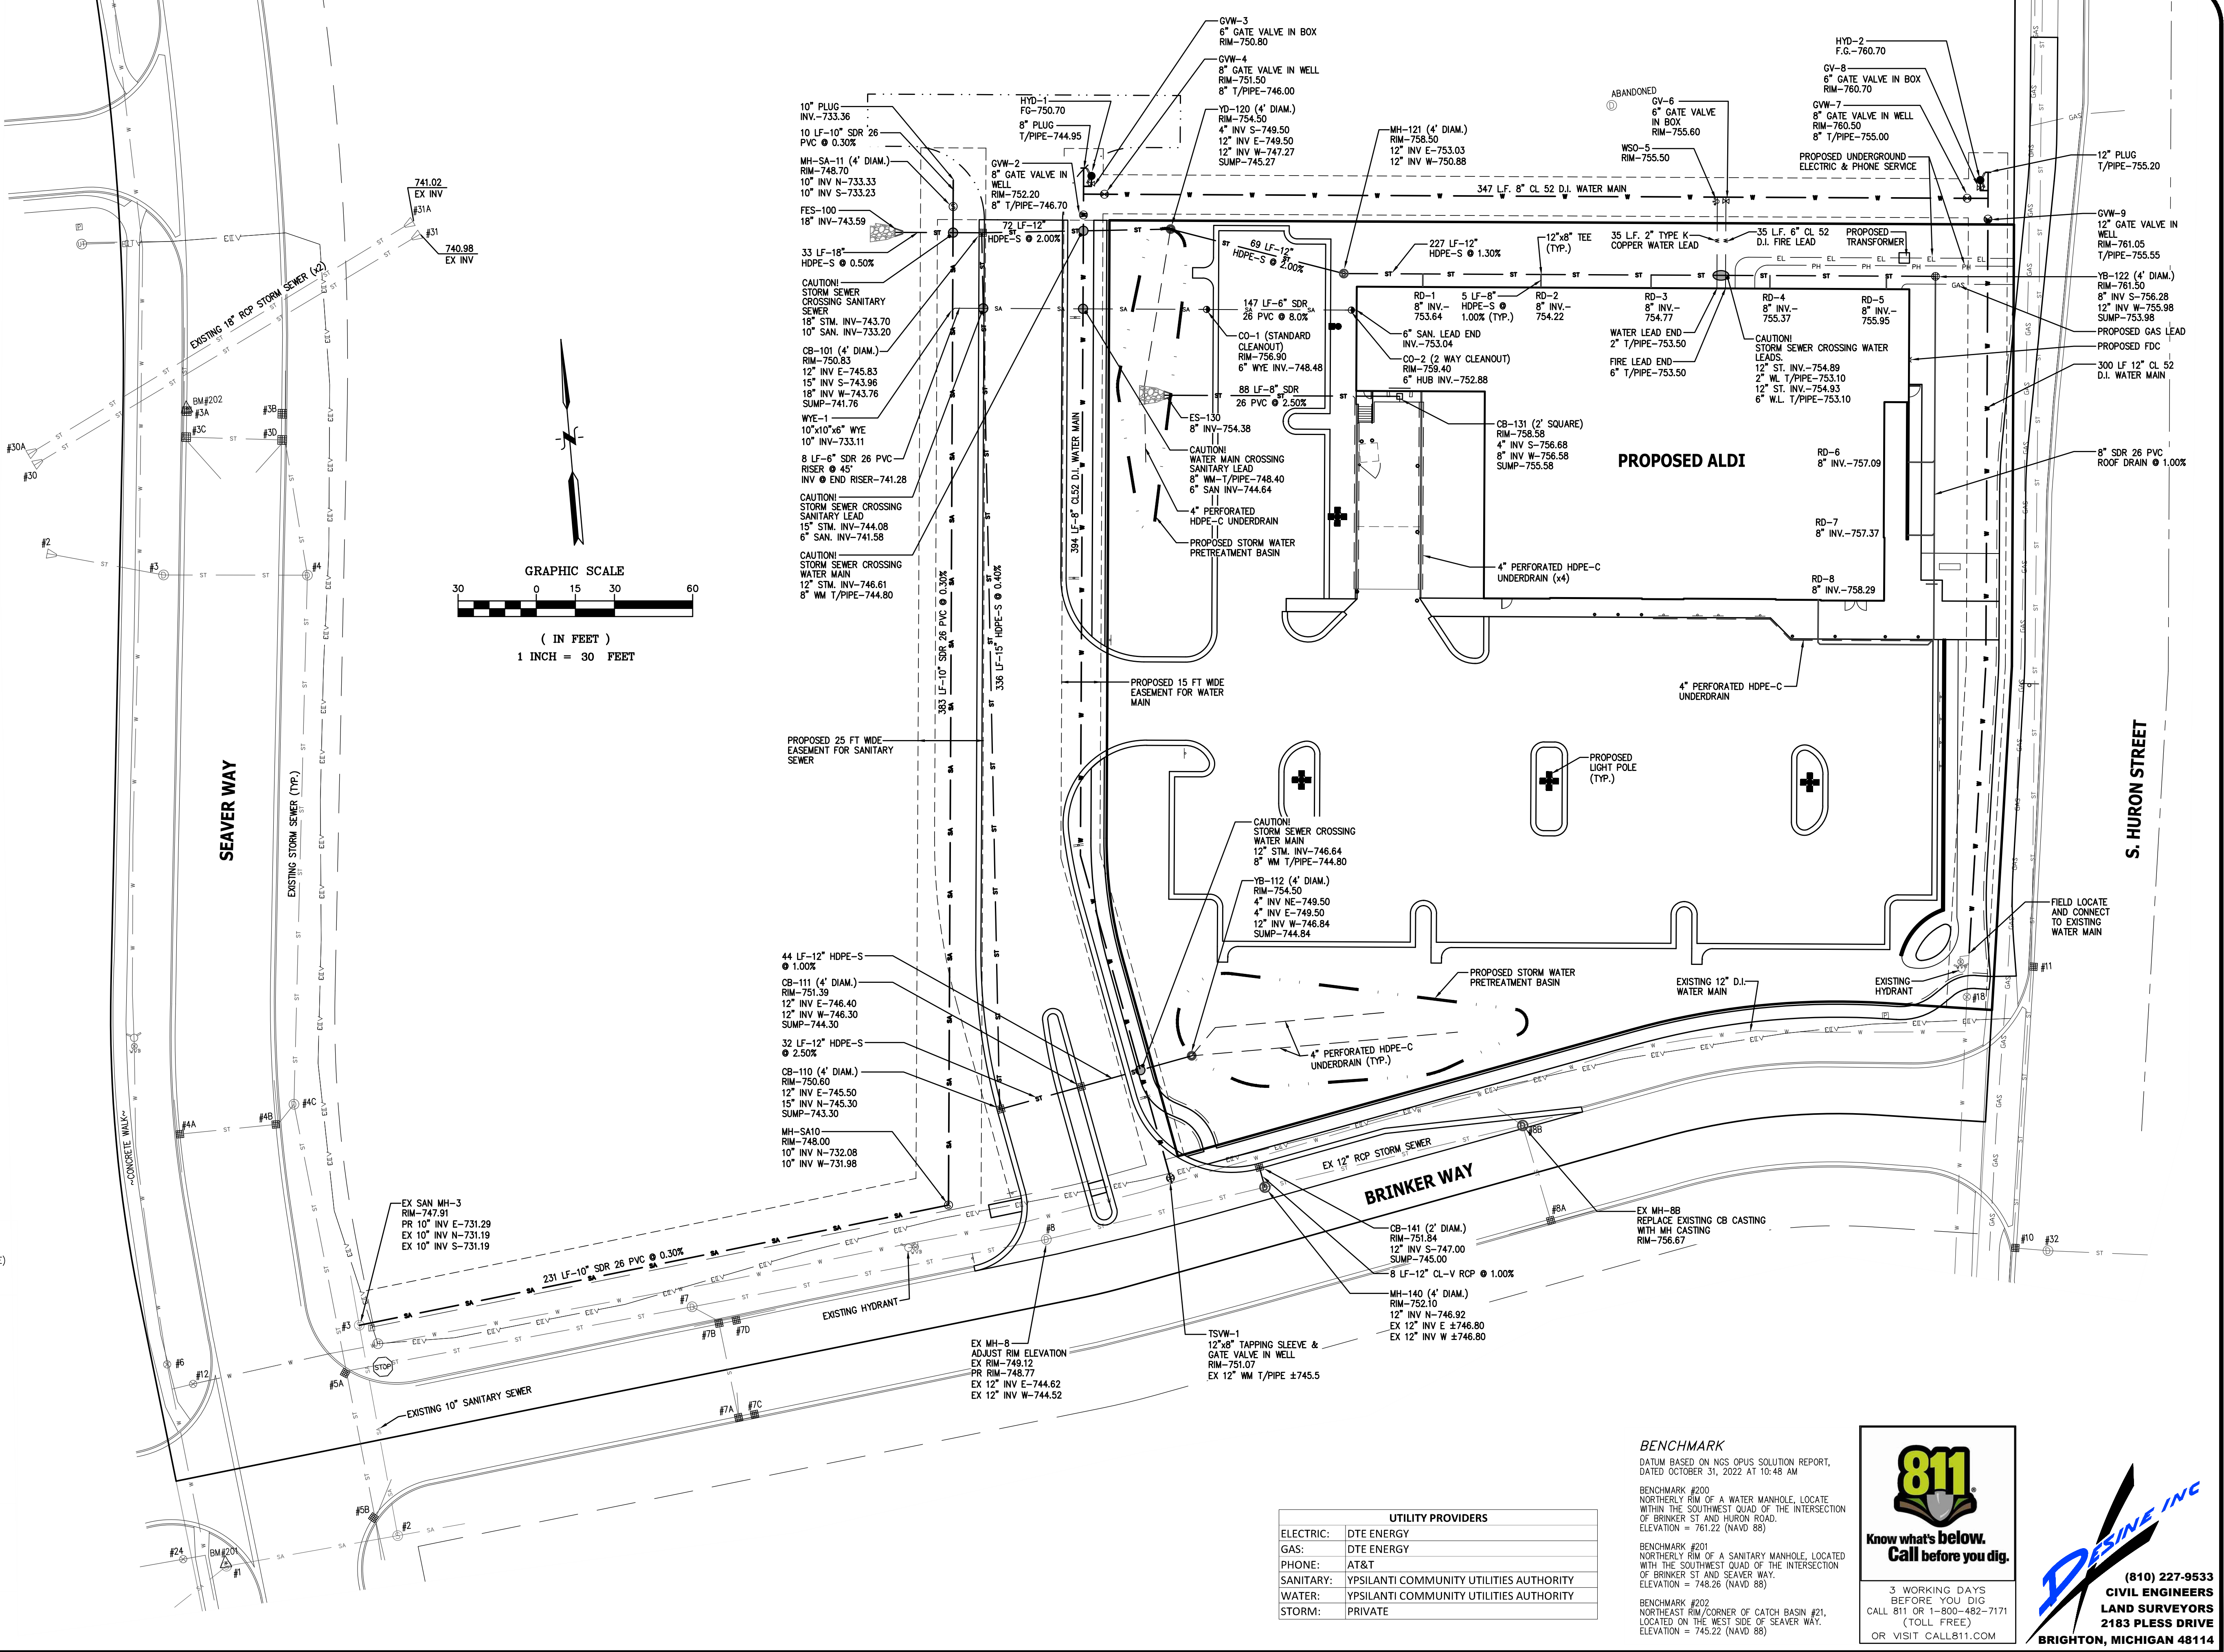 GVW-3
6" GATE VALVE IN BOX
RIM-750.80
GVW-4
8" GATE VALVE IN WELL
RIM-751.50
8" T/PIPE-746.00
HYD-1
FG-750.70
8" PLUG
T/PIPE-744.95
YD-120 (4' DIAM.)
RIM-754.50
4" INV S-749.50
12" INV E-749.50
12" INV W-747.27
SUMP-745.27
MH-121 (4' DIAM.)
RIM-758.50
12" INV E-753.03
12" INV W-750.88
ABANDONED
GV-6
6" GATE VALVE
IN BOX
RIM-755.60
WSO-5
RIM-755.50
HYD-2
F.G.-760.70
GV-8
6" GATE VALVE IN BOX
RIM-760.70
GVW-7
8" GATE VALVE IN WELL
RIM-760.50
8" T/PIPE-755.00
PROPOSED UNDERGROUND
ELECTRIC & PHONE SERVICE
12" PLUG
T/PIPE-755.20
GVW-9
12" GATE VALVE IN
WELL
RIM-761.05
T/PIPE-755.55
YB-122 (4' DIAM.)
RIM-761.50
8" INV S-756.28
12" INV W-755.98
SUMP-753.98
PROPOSED GAS LEAD
PROPOSED FDC
300 LF 12" CL 52
D.I. WATER MAIN
8" SDR 26 PVC
ROOF DRAIN @ 1.00%
10" PLUG
INV.-733.36
10 LF-10" SDR 26
PVC @ 0.30%
MH-SA-11 (4' DIAM.)
RIM-748.70
10" INV N-733.33
10" INV S-733.23
FES-100
18" INV-743.59
33 LF-18"
HDPE-S @ 0.50%
CAUTION!
STORM SEWER
CROSSING SANITARY
SEWER
18" STM. INV-743.70
10" SAN. INV-733.20
CB-101 (4' DIAM.)
RIM-750.83
12" INV E-745.83
15" INV S-743.96
18" INV W-743.76
SUMP-741.76
WYE-1
10"x10"x6" WYE
10" INV-733.11
8 LF-6" SDR 26 PVC
RISER @ 45°
INV @ END RISER-741.28
CAUTION!
STORM SEWER CROSSING
SANITARY LEAD
15" STM. INV-744.08
6" SAN. INV-741.58
CAUTION!
STORM SEWER CROSSING
WATER MAIN
12" STM. INV-746.61
8" WM T/PIPE-744.80
GVW-2
8" GATE VALVE IN
WELL
RIM-752.20
8" T/PIPE-746.70
72 LF-12"
HDPE-S @ 2.00%
69 LF-12"
HDPE-S @ 2.00%
227 LF-12"
HDPE-S @ 1.30%
347 L.F. 8" CL 52 D.I. WATER MAIN
12"x8" TEE
(TYP.)
35 L.F. 2" TYPE K
COPPER WATER LEAD
35 L.F. 6" CL 52
D.I. FIRE LEAD
PROPOSED
TRANSFORMER
147 LF-6" SDR
26 PVC @ 8.0%
CO-1 (STANDARD
CLEANOUT)
RIM-756.90
6" WYE INV.-748.48
6" SAN. LEAD END
INV.-753.04
CO-2 (2 WAY CLEANOUT)
RIM-759.40
6" HUB INV.-752.88
RD-1
8" INV.-
753.64
5 LF-8"
HDPE-S @
1.00% (TYP.)
RD-2
8" INV.-
754.22
RD-3
8" INV.-
754.77
RD-4
8" INV.-
755.37
RD-5
8" INV.-
755.95
WATER LEAD END
2" T/PIPE-753.50
FIRE LEAD END
6" T/PIPE-753.50
CAUTION!
STORM SEWER CROSSING WATER
LEADS.
12" ST. INV.-754.89
2" WL T/PIPE-753.10
12" ST. INV.-754.93
6" W.L. T/PIPE-753.10
88 LF-8" SDR
26 PVC @ 2.50%
ES-130
8" INV-754.38
CAUTION!
WATER MAIN CROSSING
SANITARY LEAD
8" WM-T/PIPE-748.40
6" SAN INV-744.64
4" PERFORATED
HDPE-C UNDERDRAIN
PROPOSED STORM WATER
PRETREATMENT BASIN
CB-131 (2' SQUARE)
RIM-758.58
4" INV S-756.68
8" INV W-756.58
SUMP-755.58
4" PERFORATED HDPE-C
UNDERDRAIN (x4)
PROPOSED ALDI
RD-6
8" INV.-757.09
RD-7
8" INV.-757.37
RD-8
8" INV.-758.29
4" PERFORATED HDPE-C
UNDERDRAIN
741.02
EX INV
#31A
#31
740.98
EX INV
EXISTING 18" RCP STORM SEWER (x2)
BM#202
#3A
#3B
#3C
#3D
#30A
#30
#2
#3
#4
GRAPHIC SCALE
30 0 15 30 60
( IN FEET )
1 INCH = 30 FEET
383 LF-10" SDR 26 PVC @ 0.30%
336 LF-15" HDPE-S @ 0.40%
394 LF-8" CL52 D.I. WATER MAIN
PROPOSED 15 FT WIDE
EASEMENT FOR WATER
MAIN
PROPOSED 25 FT WIDE
EASEMENT FOR SANITARY
SEWER
SEAVER WAY
EXISTING STORM SEWER (TYP.)
S. HURON STREET
PROPOSED
LIGHT POLE
(TYP.)
CAUTION!
STORM SEWER CROSSING
WATER MAIN
12" STM. INV-746.64
8" WM T/PIPE-744.80
YB-112 (4' DIAM.)
RIM-754.50
4" INV NE-749.50
4" INV E-749.50
12" INV W-746.84
SUMP-744.84
FIELD LOCATE
AND CONNECT
TO EXISTING
WATER MAIN
44 LF-12" HDPE-S
@ 1.00%
CB-111 (4' DIAM.)
RIM-751.39
12" INV E-746.40
12" INV W-746.30
SUMP-744.30
32 LF-12" HDPE-S
@ 2.50%
CB-110 (4' DIAM.)
RIM-750.60
12" INV E-745.50
15" INV N-745.30
SUMP-743.30
MH-SA10
RIM-748.00
10" INV N-732.08
10" INV W-731.98
PROPOSED STORM WATER
PRETREATMENT BASIN
EXISTING 12" D.I.
WATER MAIN
EXISTING
HYDRANT
#11
#18
4" PERFORATED HDPE-C
UNDERDRAIN (TYP.)
#4A
#4B
#4C
~CONCRETE WALK~
EX SAN MH-3
RIM-747.91
PR 10" INV E-731.29
EX 10" INV N-731.19
EX 10" INV S-731.19
231 LF-10" SDR 26 PVC @ 0.30%
EX 12" RCP STORM SEWER
BRINKER WAY
#8B
#8A
#8
EX MH-8B
REPLACE EXISTING CB CASTING
WITH MH CASTING
RIM-756.67
#10
#32
CB-141 (2' DIAM.)
RIM-751.84
12" INV S-747.00
SUMP-745.00
8 LF-12" CL-V RCP @ 1.00%
MH-140 (4' DIAM.)
RIM-752.10
12" INV N-746.92
EX 12" INV E ±746.80
EX 12" INV W ±746.80
EXISTING HYDRANT
#7
#7B
#7D
#3
#6
#12
#5A
STOP
EX MH-8
ADJUST RIM ELEVATION
EX RIM-749.12
PR RIM-748.77
EX 12" INV E-744.62
EX 12" INV W-744.52
TSVW-1
12"x8" TAPPING SLEEVE &
GATE VALVE IN WELL
RIM-751.07
EX 12" WM T/PIPE ±745.5
EXISTING 10" SANITARY SEWER
#7A
#7C
#5B
#2
#24
BM#201
#1
UTILITY PROVIDERS
ELECTRIC: DTE ENERGY
GAS: DTE ENERGY
PHONE: AT&T
SANITARY: YPSILANTI COMMUNITY UTILITIES AUTHORITY
WATER: YPSILANTI COMMUNITY UTILITIES AUTHORITY
STORM: PRIVATE
BENCHMARK
DATUM BASED ON NGS OPUS SOLUTION REPORT,
DATED OCTOBER 31, 2022 AT 10:48 AM
BENCHMARK #200
NORTHERLY RIM OF A WATER MANHOLE, LOCATE
WITHIN THE SOUTHWEST QUAD OF THE INTERSECTION
OF BRINKER ST AND HURON ROAD.
ELEVATION = 761.22 (NAVD 88)
BENCHMARK #201
NORTHERLY RIM OF A SANITARY MANHOLE, LOCATED
WITH THE SOUTHWEST QUAD OF THE INTERSECTION
OF BRINKER ST AND SEAVER WAY.
ELEVATION = 748.26 (NAVD 88)
BENCHMARK #202
NORTHEAST RIM/CORNER OF CATCH BASIN #21,
LOCATED ON THE WEST SIDE OF SEAVER WAY.
ELEVATION = 745.22 (NAVD 88)
811
Know what's below.
Call before you dig.
3 WORKING DAYS
BEFORE YOU DIG
CALL 811 OR 1-800-482-7171
(TOLL FREE)
OR VISIT CALL811.COM
DESINE INC
(810) 227-9533
CIVIL ENGINEERS
LAND SURVEYORS
2183 PLESS DRIVE
BRIGHTON, MICHIGAN 48114